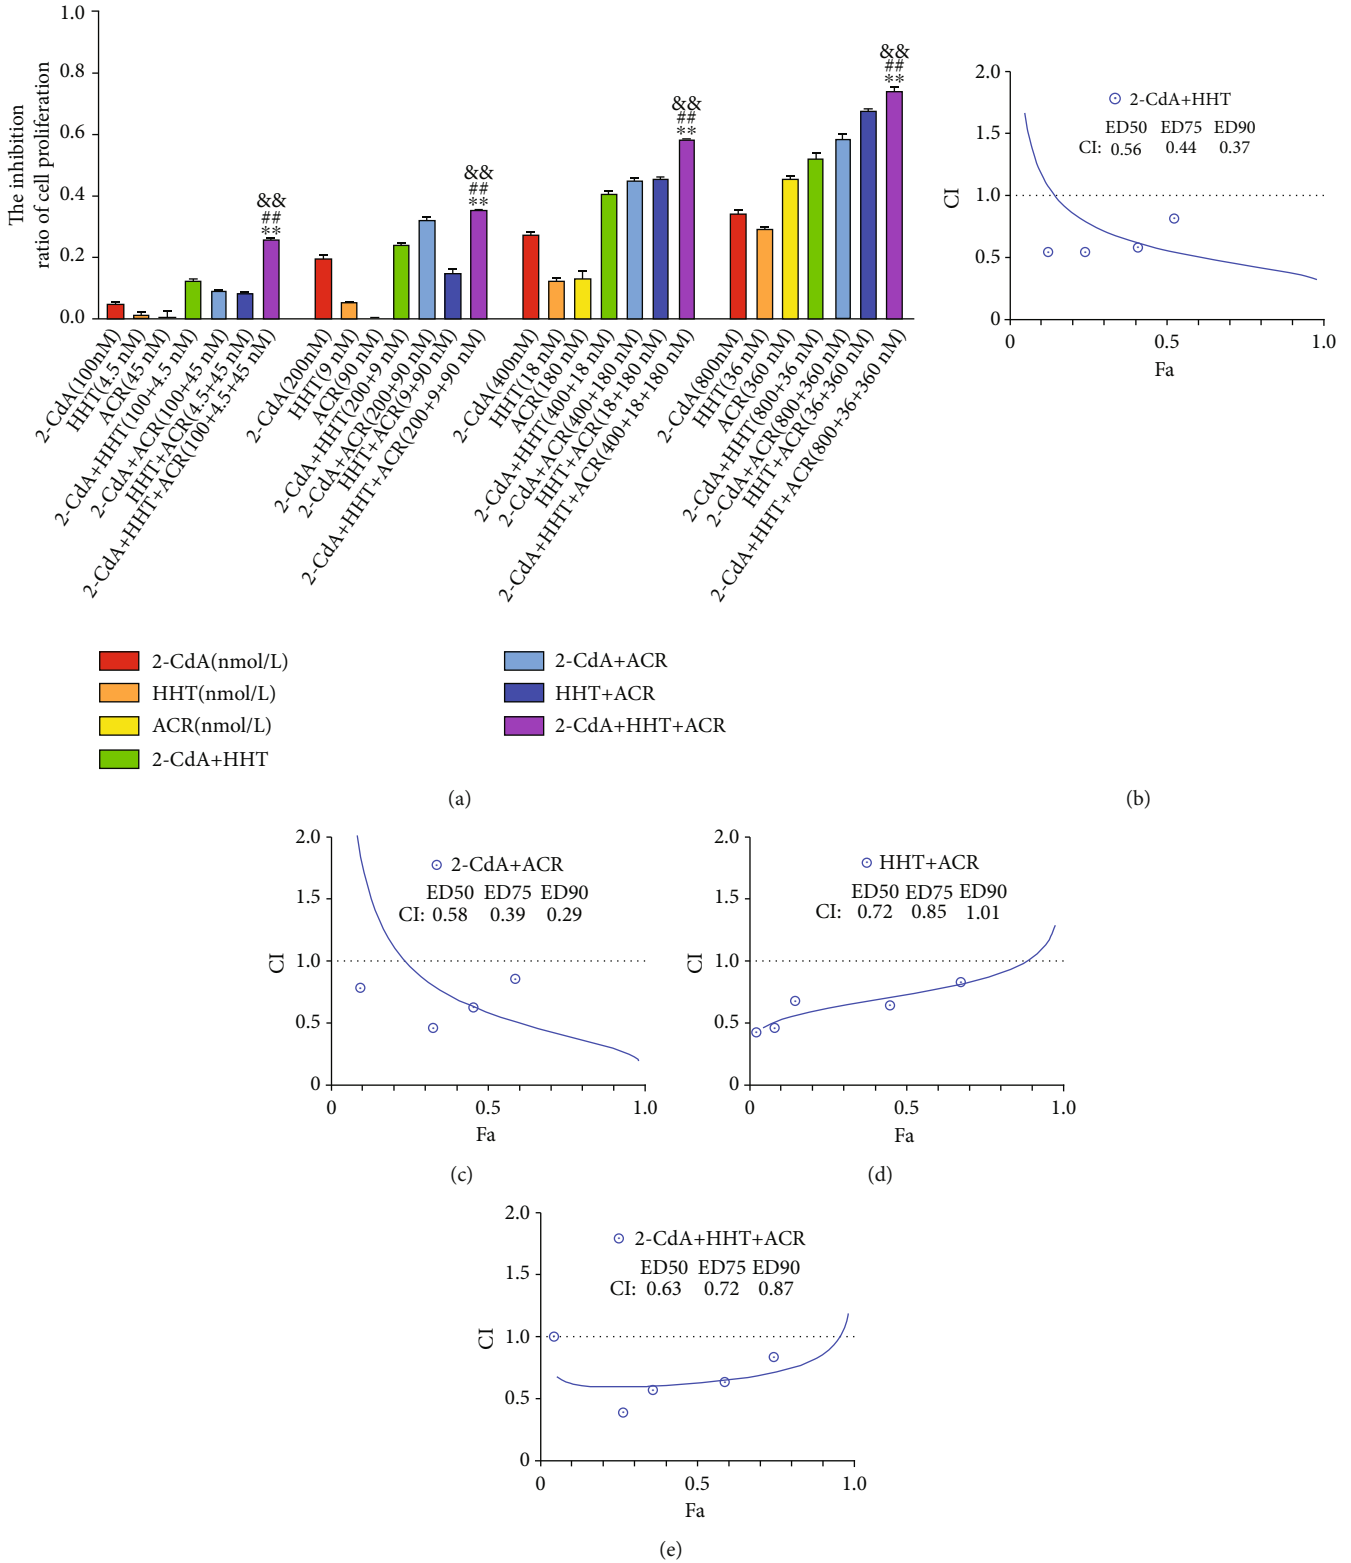 The inhibition
ratio of cell proliferation
1.0
0.8
0.6
0.4
0.2
0.0
&&
##
**
&&
##
**
&&
##
**
&&
##
**
2-CdA(100nM)
HHT(4.5 nM)
ACR(45 nM)
2-CdA+HHT(100+4.5 nM)
2-CdA+ACR(100+45 nM)
HHT+ACR(4.5+45 nM)
2-CdA+HHT+ACR(100+4.5+45 nM)
2-CdA(200nM)
HHT(9 nM)
ACR(90 nM)
2-CdA+HHT(200+9 nM)
2-CdA+ACR(200+90 nM)
HHT+ACR(9+90 nM)
2-CdA+HHT+ACR(200+9+90 nM)
2-CdA(400nM)
HHT(18 nM)
ACR(180 nM)
2-CdA+HHT(400+18 nM)
2-CdA+ACR(400+180 nM)
HHT+ACR(18+180 nM)
2-CdA+HHT+ACR(400+18+180 nM)
2-CdA(800nM)
HHT(36 nM)
ACR(360 nM)
2-CdA+HHT(800+36 nM)
2-CdA+ACR(800+360 nM)
HHT+ACR(36+360 nM)
2-CdA+HHT+ACR(800+36+360 nM)
2-CdA(nmol/L)
HHT(nmol/L)
ACR(nmol/L)
2-CdA+HHT
2-CdA+ACR
HHT+ACR
2-CdA+HHT+ACR
(a)
2.0
1.5
1.0
0.5
0
CI
2-CdA+HHT
ED50 ED75 ED90
CI: 0.56 0.44 0.37
0 0.5 1.0
Fa
(b)
2.0
1.5
1.0
0.5
0
CI
2-CdA+ACR
ED50 ED75 ED90
CI: 0.58 0.39 0.29
0 0.5 1.0
Fa
(c)
2.0
1.5
1.0
0.5
0
CI
HHT+ACR
ED50 ED75 ED90
CI: 0.72 0.85 1.01
0 0.5 1.0
Fa
(d)
2.0
1.5
1.0
0.5
0
CI
2-CdA+HHT+ACR
ED50 ED75 ED90
CI: 0.63 0.72 0.87
0 0.5 1.0
Fa
(e)